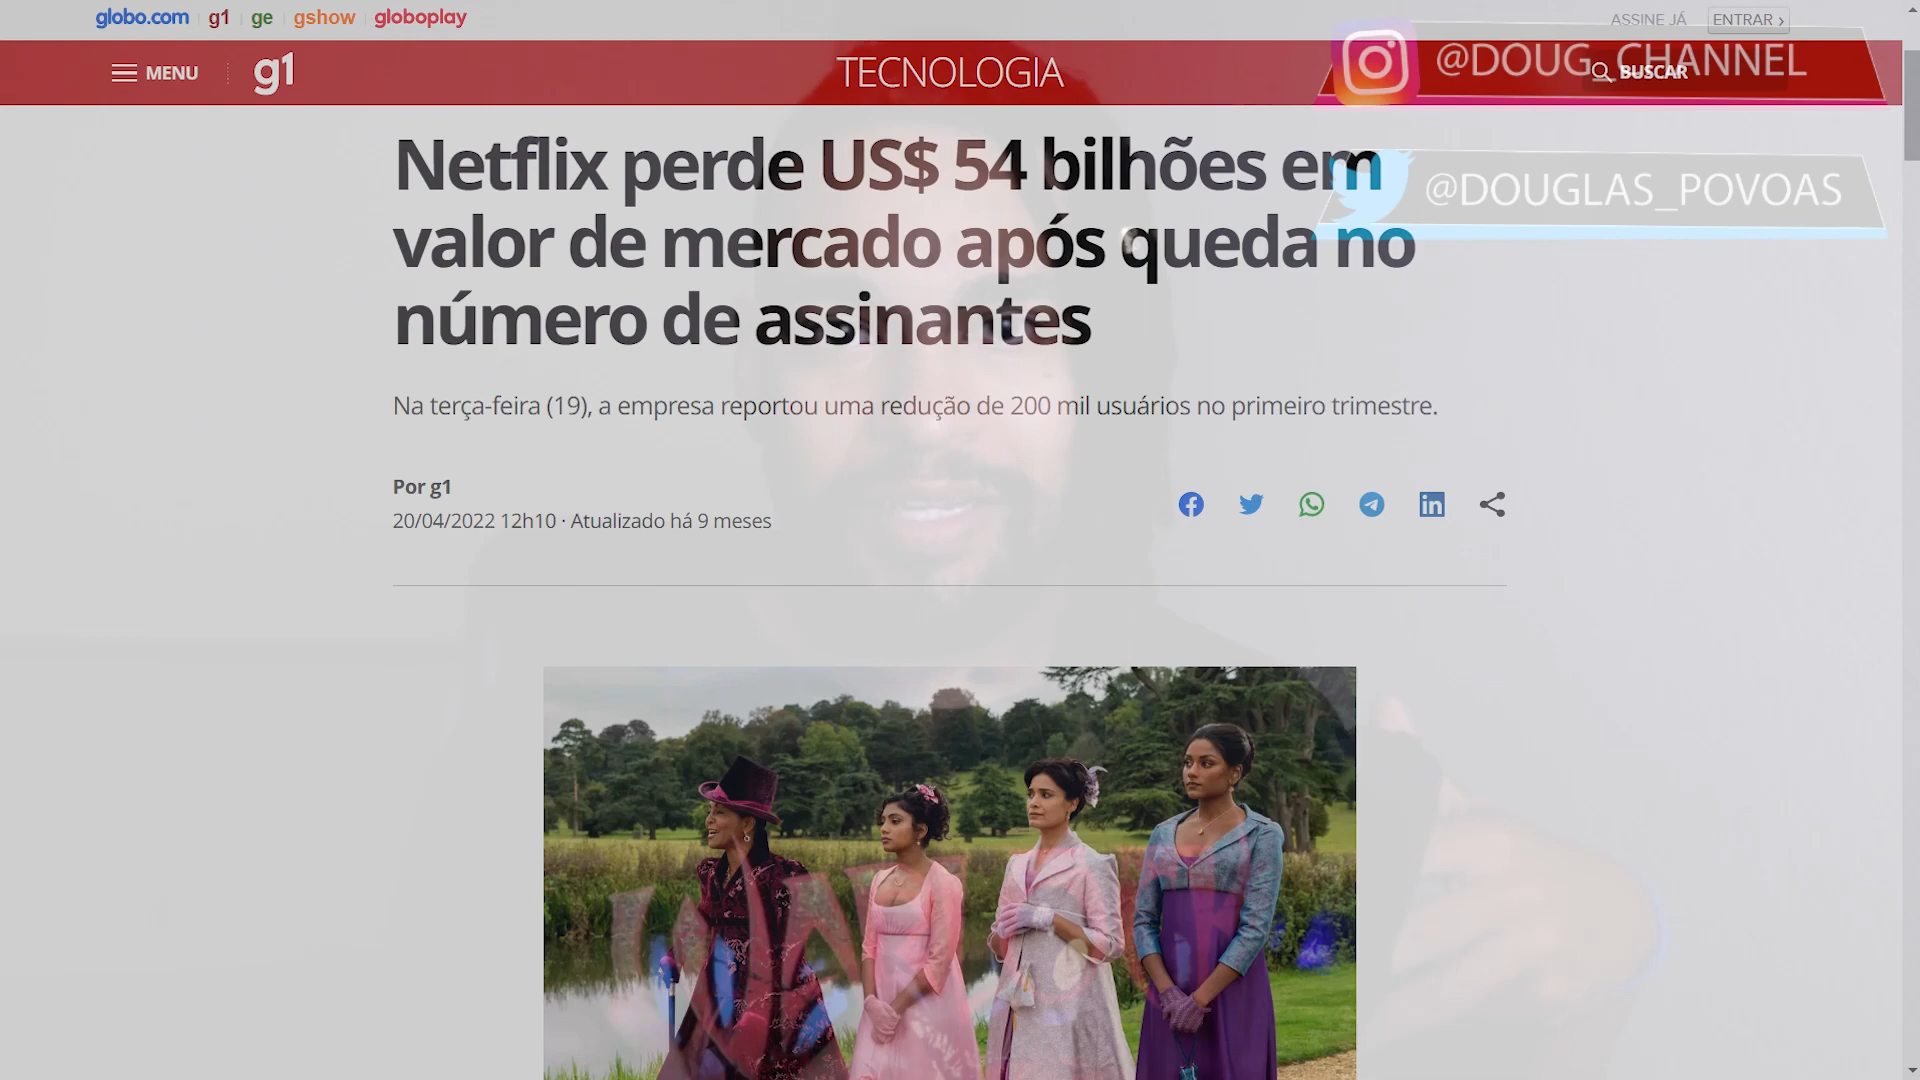 globo.com g1 ge gshow globoplay
ASSINE JÁ ENTRAR ›
MENU g1 TECNOLOGIA BUSCAR
@DOUG_CHANNEL
Netflix perde US$ 54 bilhões em
@DOUGLAS_POVOAS
valor de mercado após queda no
número de assinantes
Na terça-feira (19), a empresa reportou uma redução de 200 mil usuários no primeiro trimestre.
Por g1
20/04/2022 12h10 · Atualizado há 9 meses